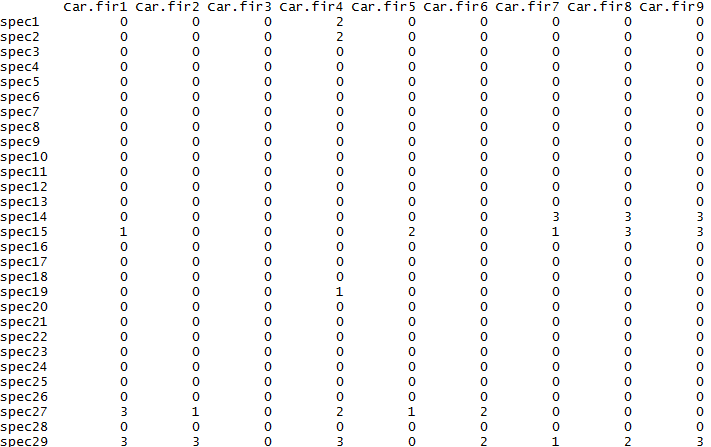 Car.fir1 Car.fir2 Car.fir3 Car.fir4 Car.fir5 Car.fir6 Car.fir7 Car.fir8 Car.fir9
spec1 0 0 0 2 0 0 0 0 0
spec2 0 0 0 2 0 0 0 0 0
spec3 0 0 0 0 0 0 0 0 0
spec4 0 0 0 0 0 0 0 0 0
spec5 0 0 0 0 0 0 0 0 0
spec6 0 0 0 0 0 0 0 0 0
spec7 0 0 0 0 0 0 0 0 0
spec8 0 0 0 0 0 0 0 0 0
spec9 0 0 0 0 0 0 0 0 0
spec10 0 0 0 0 0 0 0 0 0
spec11 0 0 0 0 0 0 0 0 0
spec12 0 0 0 0 0 0 0 0 0
spec13 0 0 0 0 0 0 0 0 0
spec14 0 0 0 0 0 0 3 3 3
spec15 1 0 0 0 2 0 1 3 3
spec16 0 0 0 0 0 0 0 0 0
spec17 0 0 0 0 0 0 0 0 0
spec18 0 0 0 0 0 0 0 0 0
spec19 0 0 0 1 0 0 0 0 0
spec20 0 0 0 0 0 0 0 0 0
spec21 0 0 0 0 0 0 0 0 0
spec22 0 0 0 0 0 0 0 0 0
spec23 0 0 0 0 0 0 0 0 0
spec24 0 0 0 0 0 0 0 0 0
spec25 0 0 0 0 0 0 0 0 0
spec26 0 0 0 0 0 0 0 0 0
spec27 3 1 0 2 1 2 0 0 0
spec28 0 0 0 0 0 0 0 0 0
spec29 3 3 0 3 0 2 1 2 3